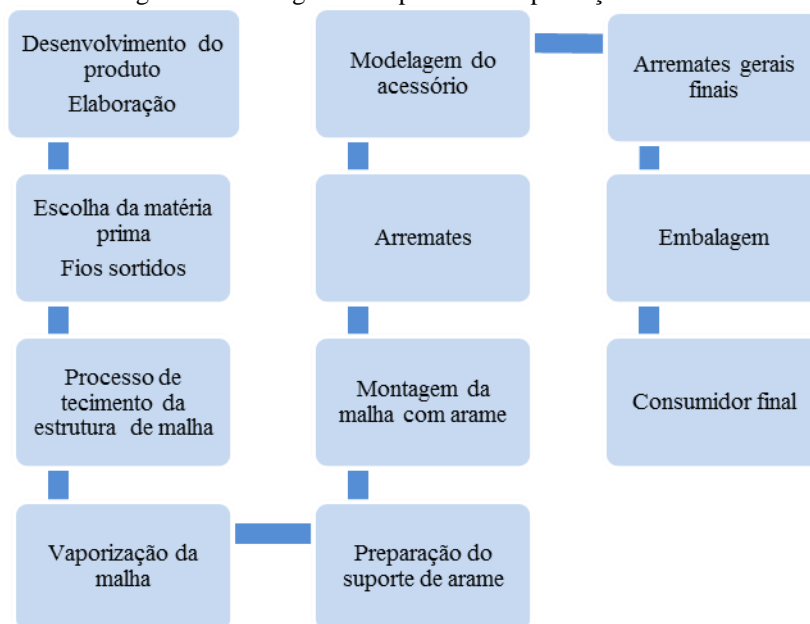 Desenvolvimento do
produto
Elaboração
Escolha da matéria
prima
Fios sortidos
Processo de
tecimento da
estrutura de malha
Vaporização da
malha
Preparação do
suporte de arame
Montagem da
malha com arame
Arremates
Modelagem do
acessório
Arremates gerais
finais
Embalagem
Consumidor final